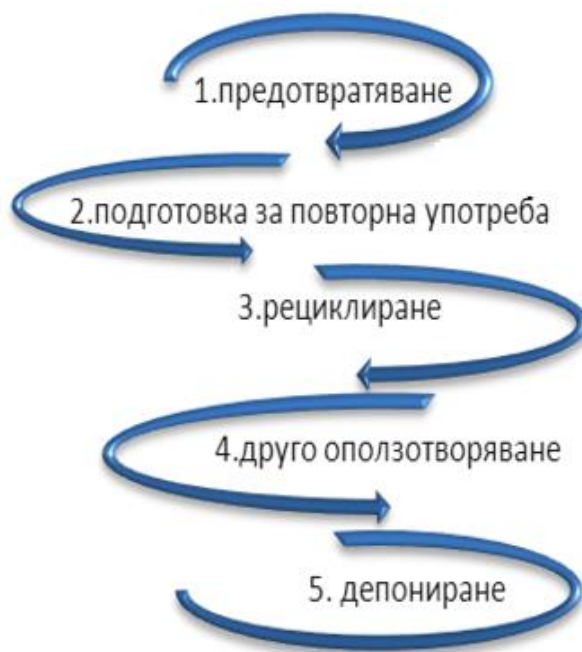 1.предотвратяване
2.подготовка за повторна употреба
3.рециклиране
4.друго оползотворяване
5. депониране